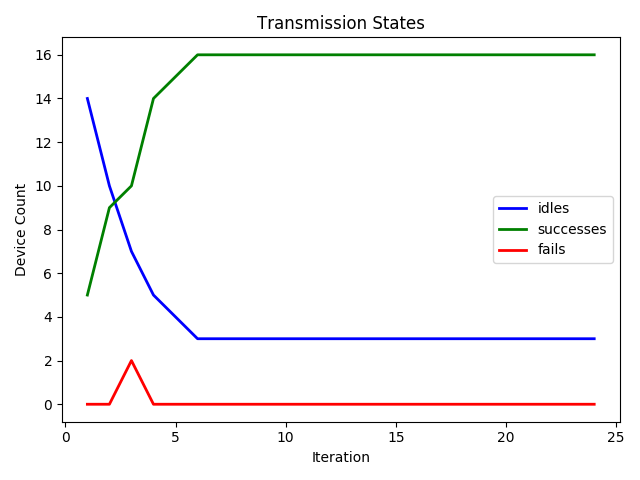 Transmission States
16
14
12
10
8
6
4
2
0
Device Count
idles
successes
fails
0 5 10 15 20 25
Iteration